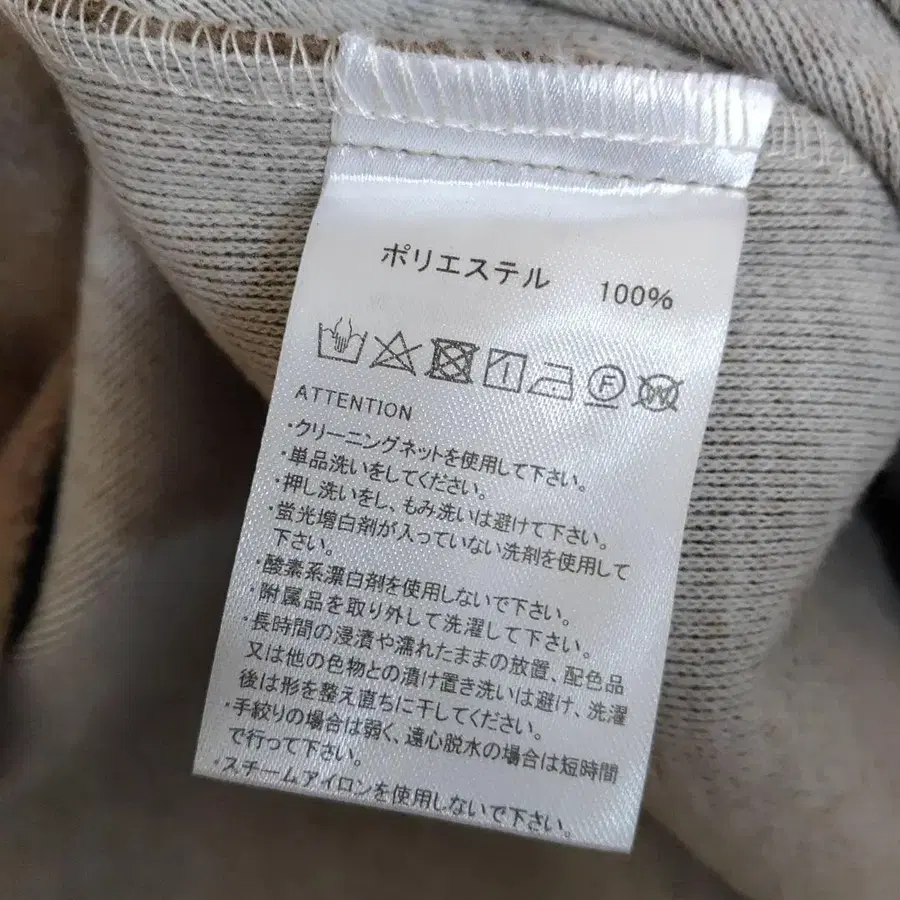 ポリエステル 100%
F W
ATTENTION
・クリーニングネットを使用して下さい。
・単品洗いをしてください。
・押し洗いをし、もみ洗いは避けて下さい。
・蛍光増白剤が入っていない洗剤を使用して
下さい。
・酸素系漂白剤を使用しないで下さい。
・附属品を取り外して洗濯して下さい。
・長時間の浸漬や濡れたままの放置、配色品
又は他の色物との漬け置き洗いは避け、洗濯
後は形を整え直ちに干してください。
・手絞りの場合は弱く、遠心脱水の場合は短時間
で行って下さい。
・スチームアイロンを使用しないで下さい。